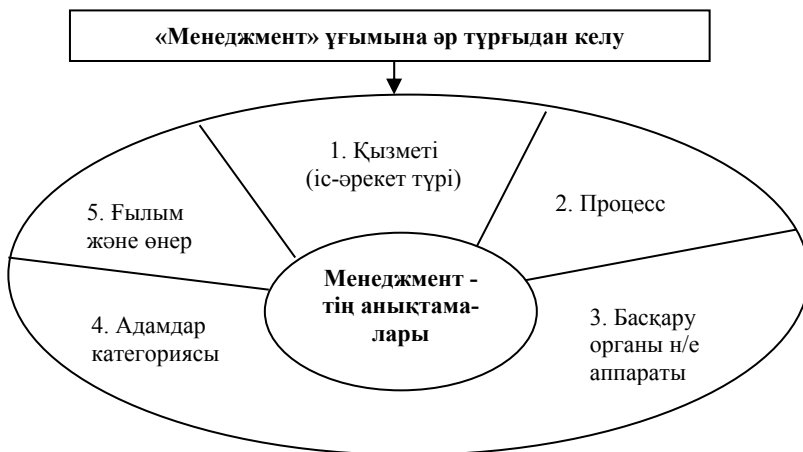 «Менеджмент» ұғымына әр тұрғыдан келу
1. Қызметі
(іс-әрекет түрі)
2. Процесс
3. Басқару
органы н/е
аппараты
4. Адамдар
категориясы
5. Ғылым
және өнер
Менеджмент -
тің анықтама-
лары